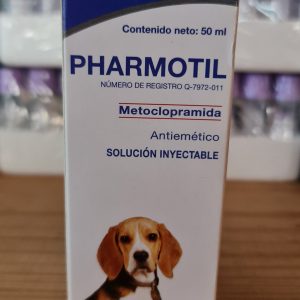 Contenido neto: 50 ml
PHARMOTIL
NÚMERO DE REGISTRO Q-7972-011
Metoclopramida
Antiemético
SOLUCIÓN INYECTABLE